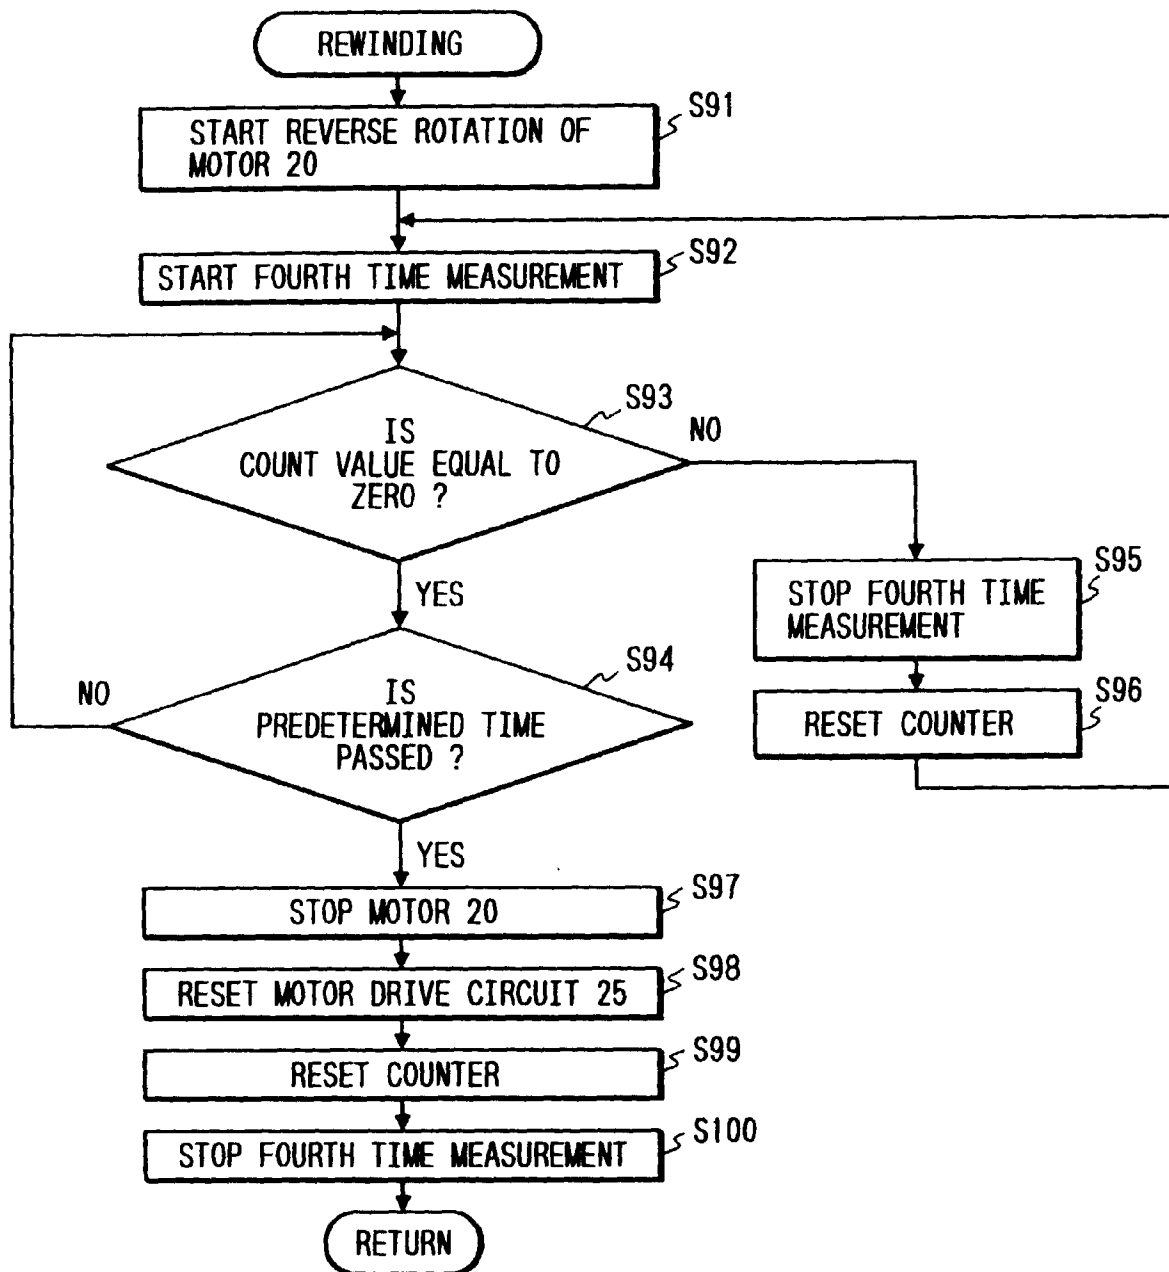 REWINDING
S91
START REVERSE ROTATION OF
MOTOR 20
S92
START FOURTH TIME MEASUREMENT
S93
IS
COUNT VALUE EQUAL TO
ZERO ?
NO
YES
S95
STOP FOURTH TIME
MEASUREMENT
S94
NO
IS
PREDETERMINED TIME
PASSED ?
S96
RESET COUNTER
YES
S97
STOP MOTOR 20
S98
RESET MOTOR DRIVE CIRCUIT 25
S99
RESET COUNTER
S100
STOP FOURTH TIME MEASUREMENT
RETURN